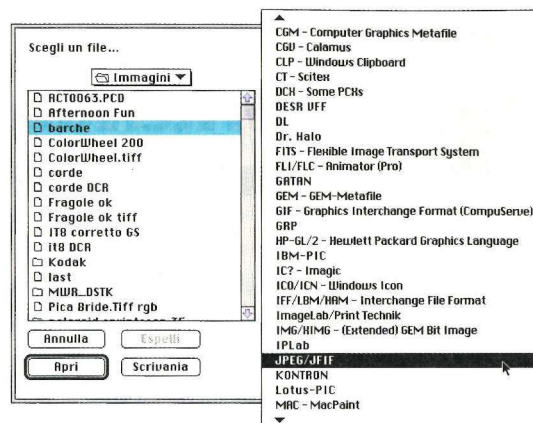 Scegli un file...
Immagini
ACT0063.PCD
Afternoon Fun
barche
ColorWheel 200
ColorWheel.tiff
corde
corde DCR
Fragole ok
Fragole ok tiff
IT8 corretto GS
it8 DCR
Kodak
last
MWR_DSTK
Pica Bride.Tiff rgb
Annulla
Espelli
Apri
Scrivania
CGM - Computer Graphics Metafile
CGU - Calamus
CLP - Windows Clipboard
CT - Scitex
DCX - Some PCXs
DESR VFF
DL
Dr. Halo
FITS - Flexible Image Transport System
FLI/FLC - Animator (Pro)
GATAN
GEM - GEM-Metafile
GIF - Graphics Interchange Format (CompuServe)
GRP
HP-GL/2 - Hewlett Packard Graphics Language
IBM-PIC
IC? - Imagic
ICO/ICN - Windows Icon
IFF/LBM/HAM - Interchange File Format
ImageLab/Print Technik
IMG/XIMG - (Extended) GEM Bit Image
IPLab
JPEG/JFIF
KONTRON
Lotus-PIC
MAC - MacPaint